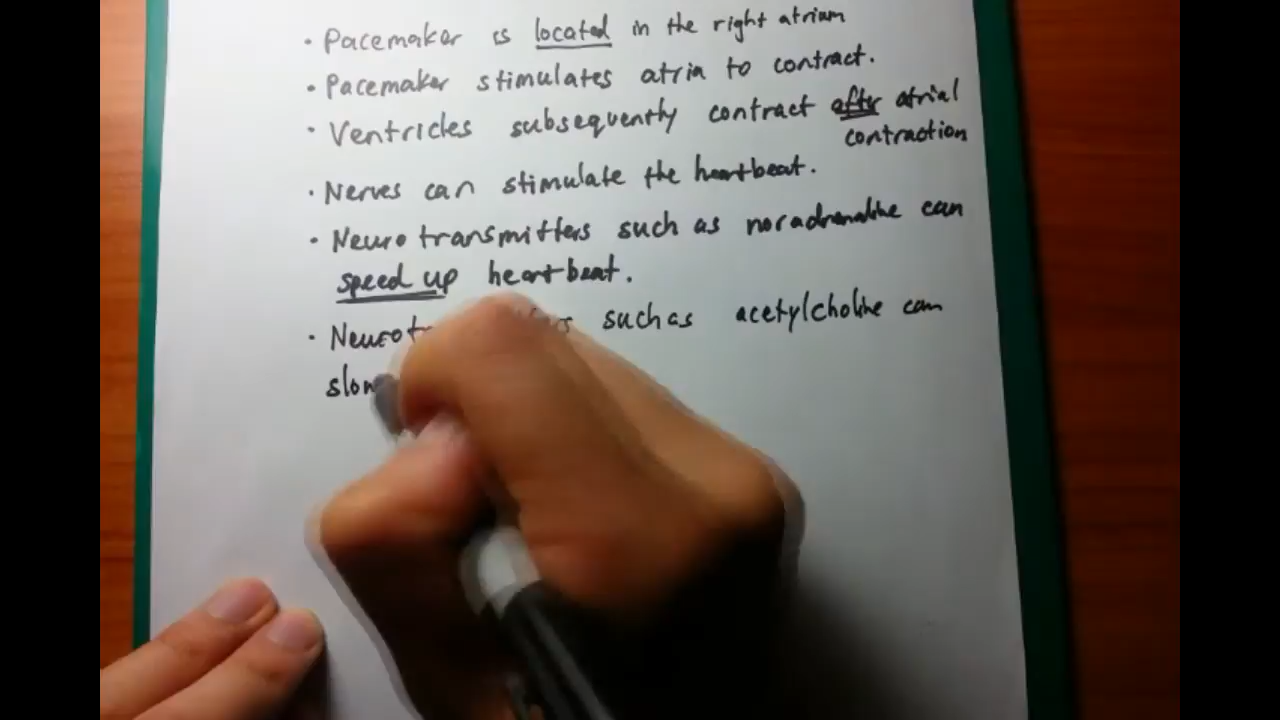 · Pacemaker is located in the right atrium
· Pacemaker stimulates atria to contract.
· Ventricles subsequently contract after atrial
contraction
· Nerves can stimulate the heartbeat.
· Neurotransmitters such as noradrenaline can
speed up heartbeat.
· such as acetylcholine can
slow